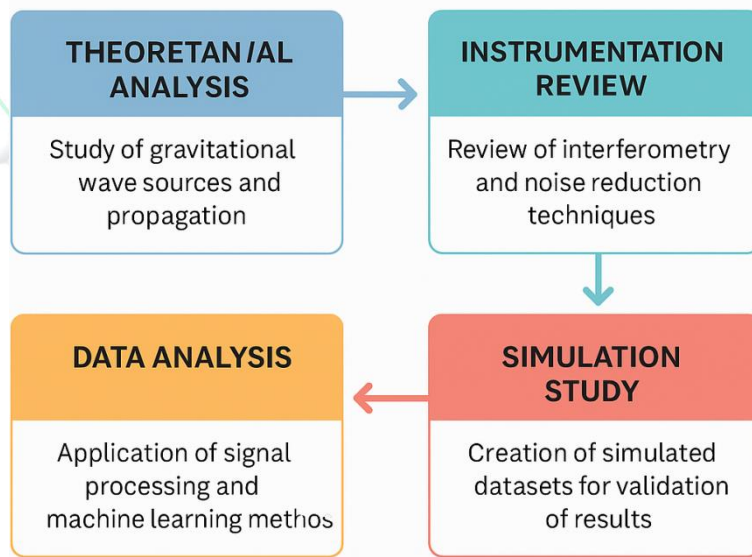 THEORETAN/AL
ANALYSIS
Study of gravitational
wave sources and
propagation
INSTRUMENTATION
REVIEW
Review of interferometry
and noise reduction
techniques
SIMULATION
STUDY
Creation of simulated
datasets for validation
of results
DATA ANALYSIS
Application of signal
processing and
machine learning methos